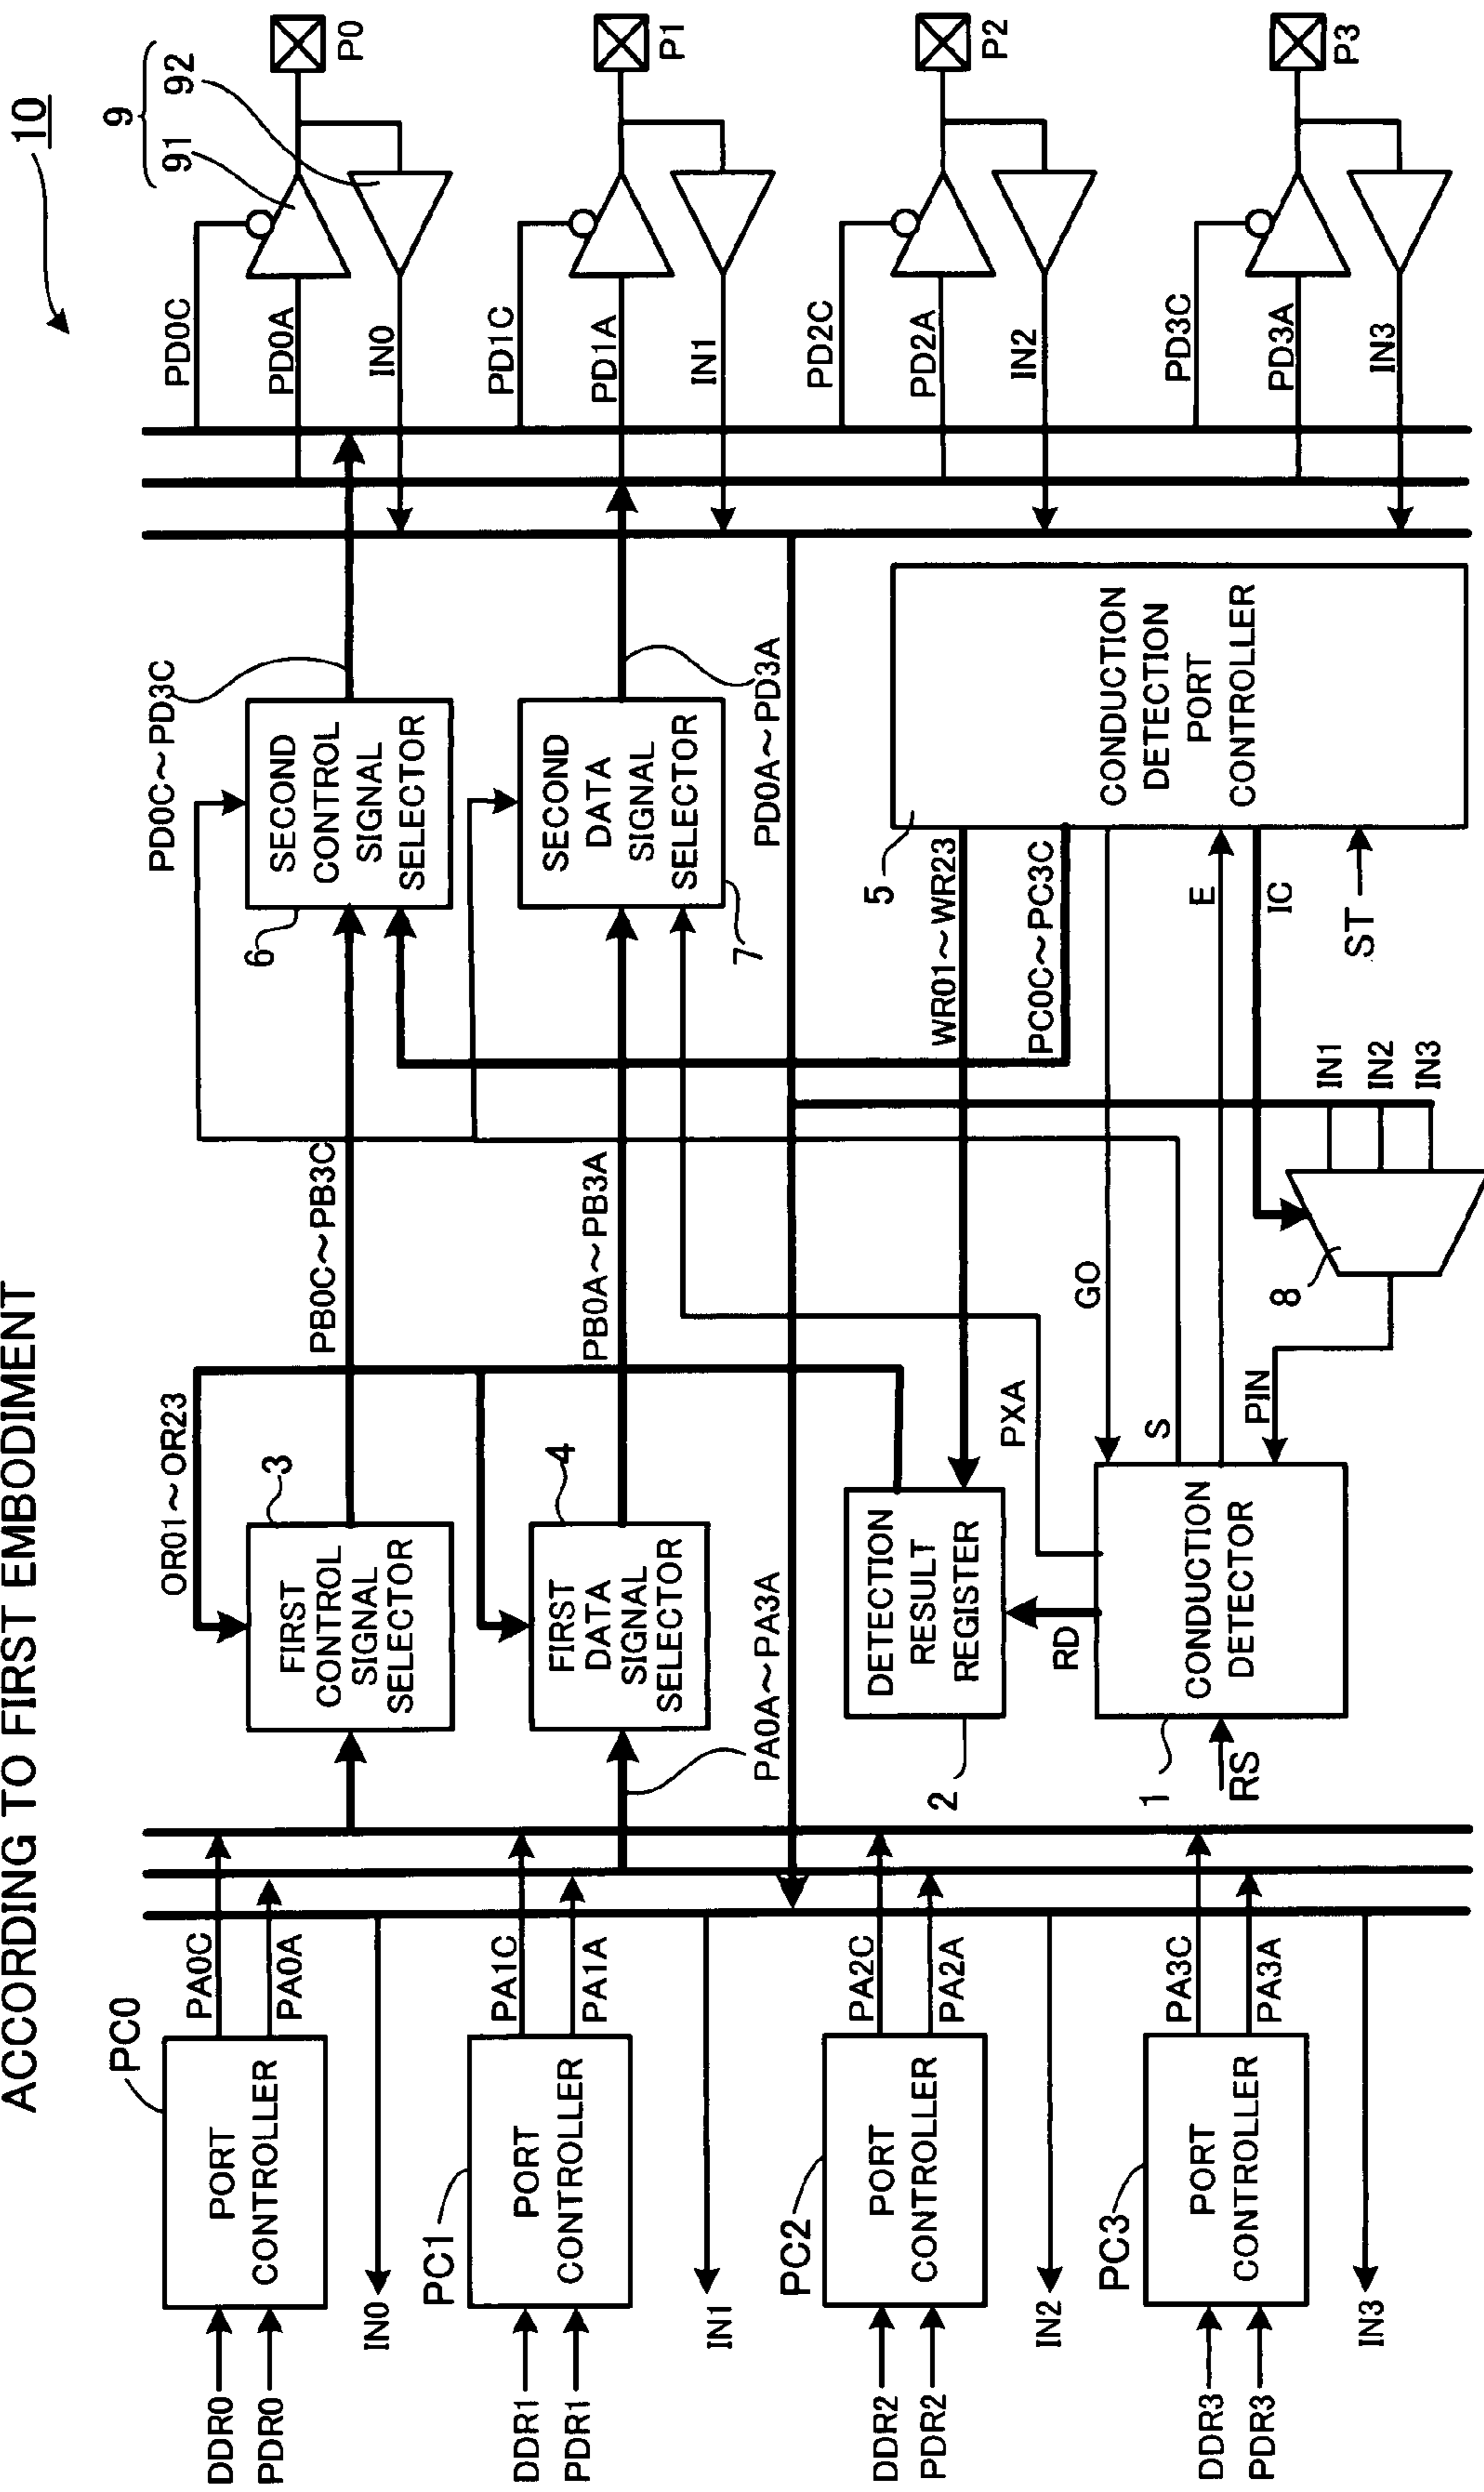 ACCORDING TO FIRST EMBODIMENT
10
DDR0
PDR0
PC0
PORT
CONTROLLER
PA0C
PA0A
IN0
DDR1
PDR1
PC1
PORT
CONTROLLER
PA1C
PA1A
IN1
DDR2
PDR2
PC2
PORT
CONTROLLER
PA2C
PA2A
IN2
DDR3
PDR3
PC3
PORT
CONTROLLER
PA3C
PA3A
IN3
OR01~OR23
3
FIRST
CONTROL
SIGNAL
SELECTOR
PB0C~PB3C
4
FIRST
DATA
SIGNAL
SELECTOR
PB0A~PB3A
PA0A~PA3A
DETECTION
RESULT
REGISTER
2
RD
CONDUCTION
DETECTOR
1
RS
PXA
GO
S
PIN
8
IN1
IN2
IN3
PD0C~PD3C
SECOND
CONTROL
SIGNAL
SELECTOR
6
SECOND
DATA
SIGNAL
SELECTOR
7
PD0A~PD3A
WR01~WR23
PC0C~PC3C
5
CONDUCTION
DETECTION
PORT
CONTROLLER
E
IC
ST
9
91
92
PD0C
PD0A
IN0
P0
PD1C
PD1A
IN1
P1
PD2C
PD2A
IN2
P2
PD3C
PD3A
IN3
P3